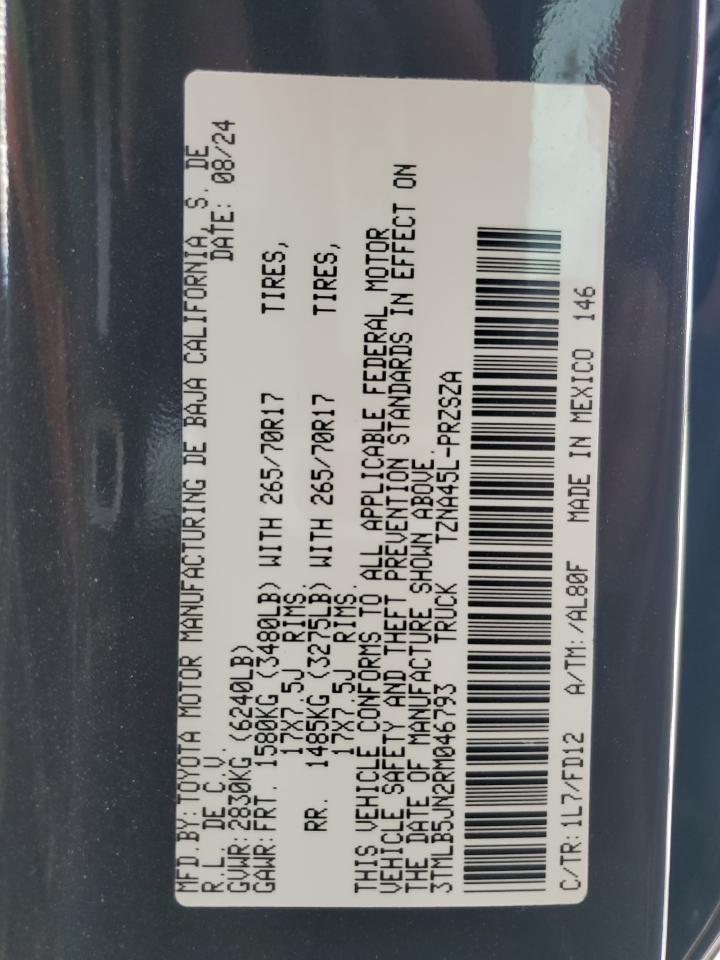 MFD.BY:TOYOTA MOTOR MANUFACTURING DE BAJA CALIFORNIA, S. DE
R.L. DE C.V. DATE: 08/24
GVWR:2830KG (6240LB)
GAWR:FRT. 1580KG (3480LB) WITH 265/70R17 TIRES,
17X7.5J RIMS.
RR. 1485KG (3275LB) WITH 265/70R17 TIRES,
17X7.5J RIMS.
THIS VEHICLE CONFORMS TO ALL APPLICABLE FEDERAL MOTOR
VEHICLE SAFETY AND THEFT PREVENTION STANDARDS IN EFFECT ON
THE DATE OF MANUFACTURE SHOWN ABOVE.
3TMLB5JN2RM046793 TRUCK TZNA45L-PRZSZA
C/TR:1L7/FD12 A/TM:/AL80F MADE IN MEXICO 146